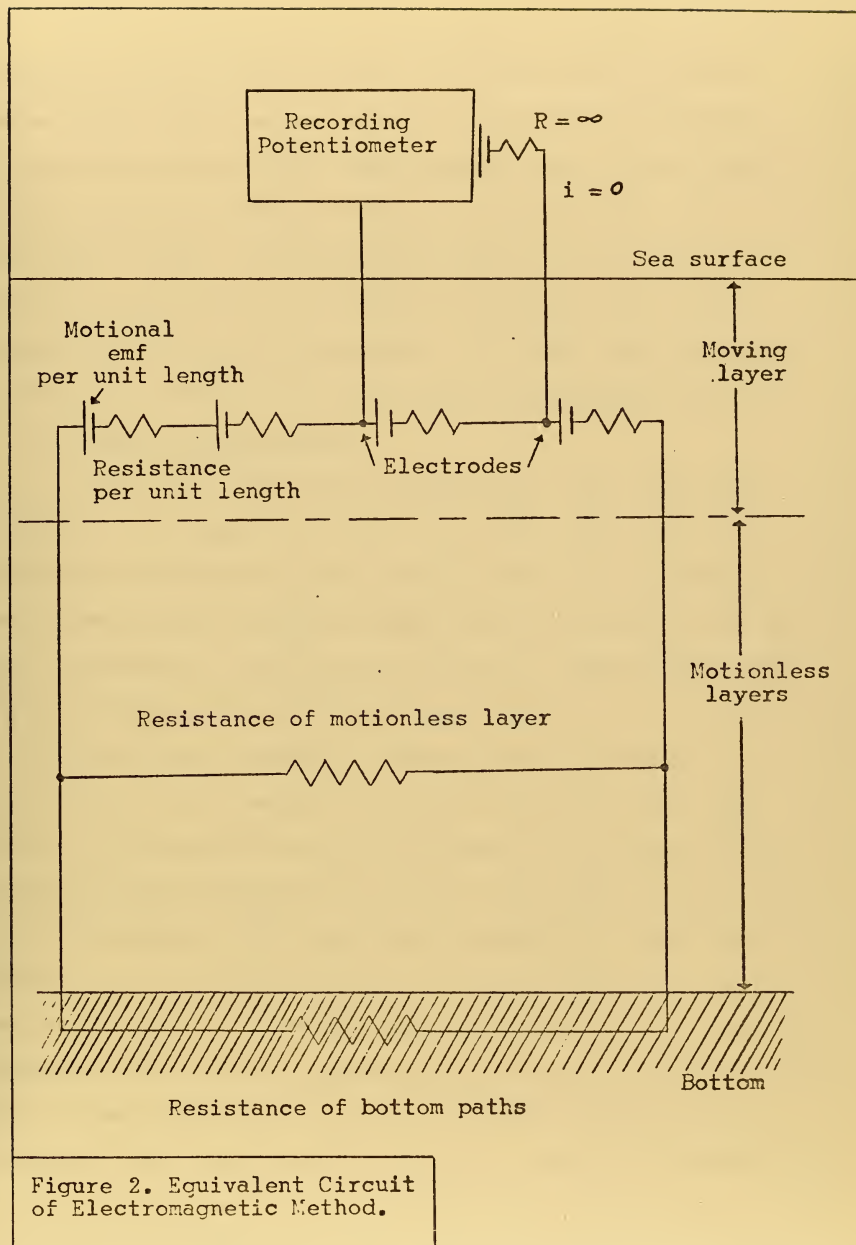 Recording
Potentiometer
R = ∞
i = 0
Sea surface
Motional
emf
per unit length
Moving
layer
Resistance
per unit length
Electrodes
Motionless
layers
Resistance of motionless layer
Bottom
Resistance of bottom paths
Figure 2. Equivalent Circuit
of Electromagnetic Method.